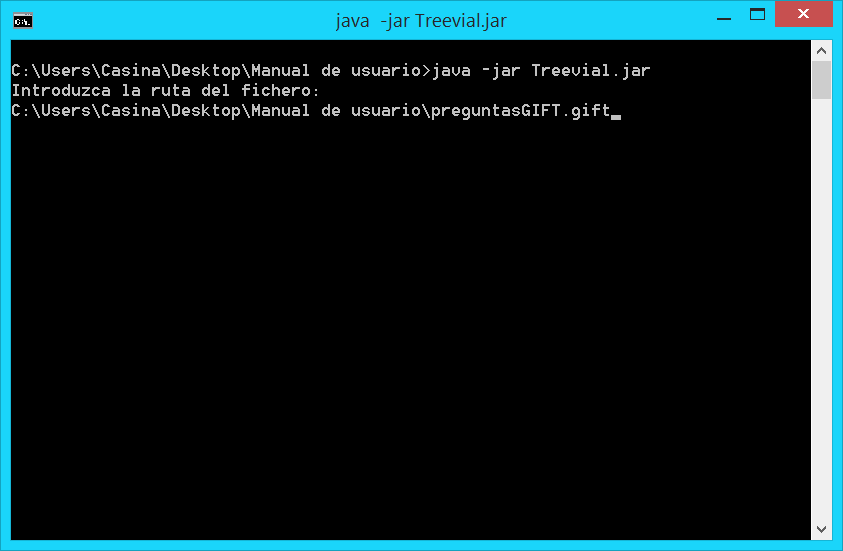 java -jar Treevial.jar
C:\Users\Casina\Desktop\Manual de usuario>java -jar Treevial.jar
Introduzca la ruta del fichero:
C:\Users\Casina\Desktop\Manual de usuario\preguntasGIFT.gift